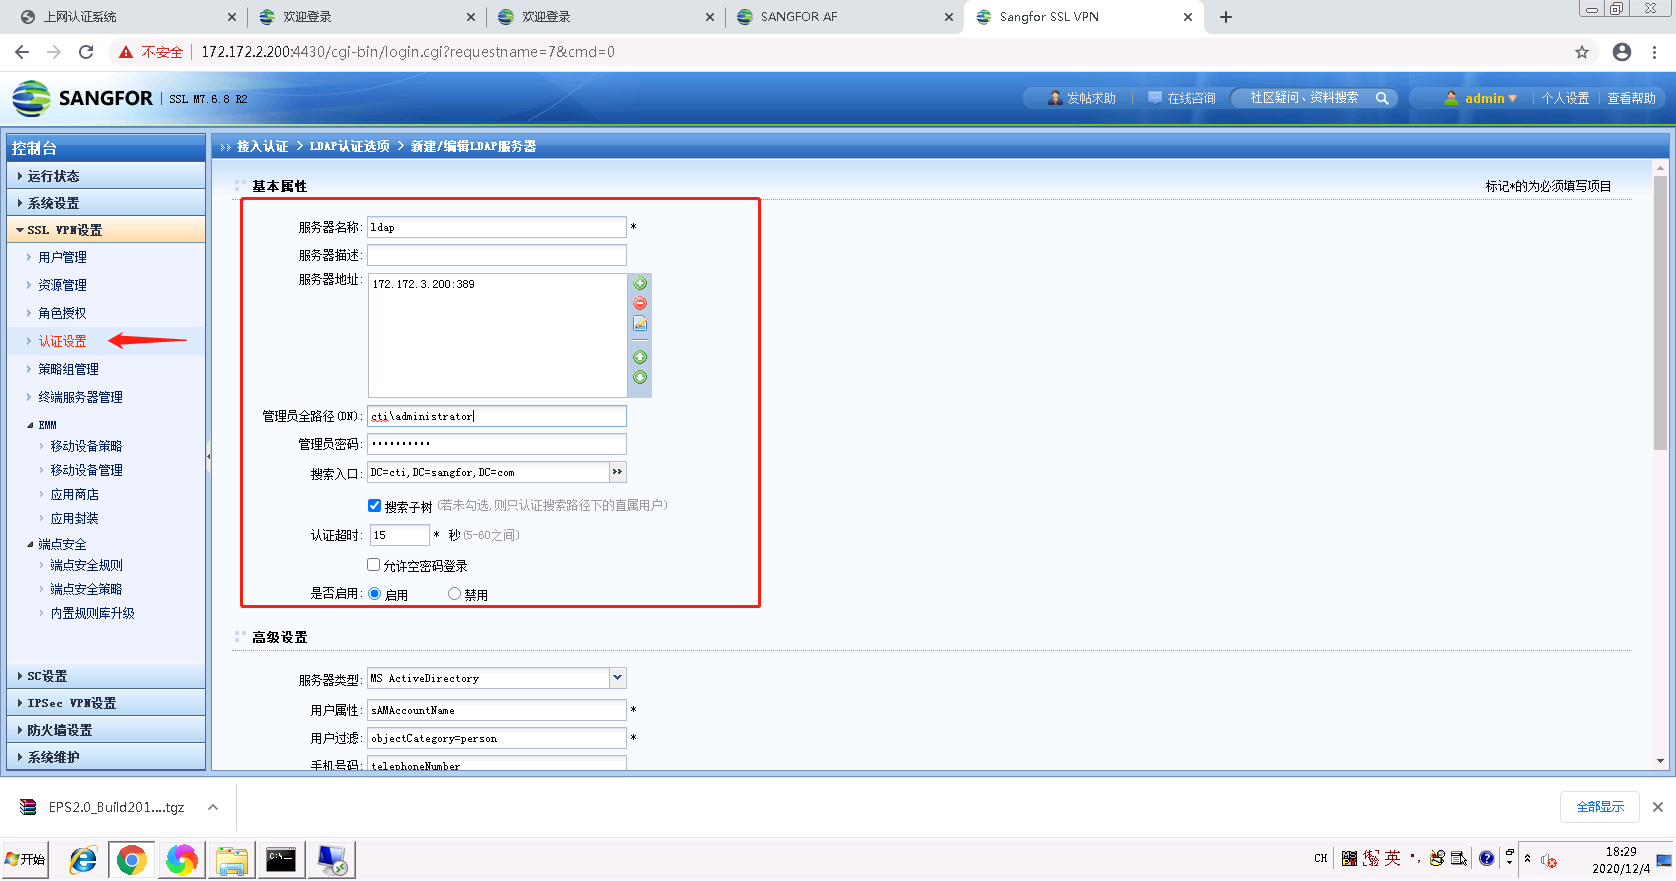 上网认证系统
欢迎登录
欢迎登录
SANGFOR AF
Sangfor SSL VPN
不安全
172.172.2.200:4430/cgi-bin/login.cgi?requestname=7&cmd=0
SANGFOR
SSL M7.6.8 R2
发帖求助
在线咨询
社区疑问、资料搜索
admin
个人设置
查看帮助
控制台
运行状态
系统设置
SSL VPN设置
用户管理
资源管理
角色授权
认证设置
策略组管理
终端服务器管理
EMM
移动设备策略
移动设备管理
应用商店
应用封装
端点安全
端点安全规则
端点安全策略
内置规则库升级
SC设置
IPSec VPN设置
防火墙设置
系统维护
>> 接入认证 > LDAP认证选项 > 新建/编辑LDAP服务器
基本属性
标记*的为必须填写项目
服务器名称: ldap *
服务器描述:
服务器地址: 172.172.3.200:389
管理员全路径(DN): cti\administrator
管理员密码: ••••••••••
搜索入口: DC=cti,DC=sangfor,DC=com
搜索子树 (若未勾选,则只认证搜索路径下的直属用户)
认证超时: 15 * 秒(5-60之间)
允许空密码登录
是否启用: 启用 禁用
高级设置
服务器类型: MS ActiveDirectory
用户属性: sAMAccountName *
用户过滤: objectCategory=person *
手机号码: telephoneNumber
EPS2.0_Build201....tgz
全部显示
开始
CH
英
18:29
2020/12/4